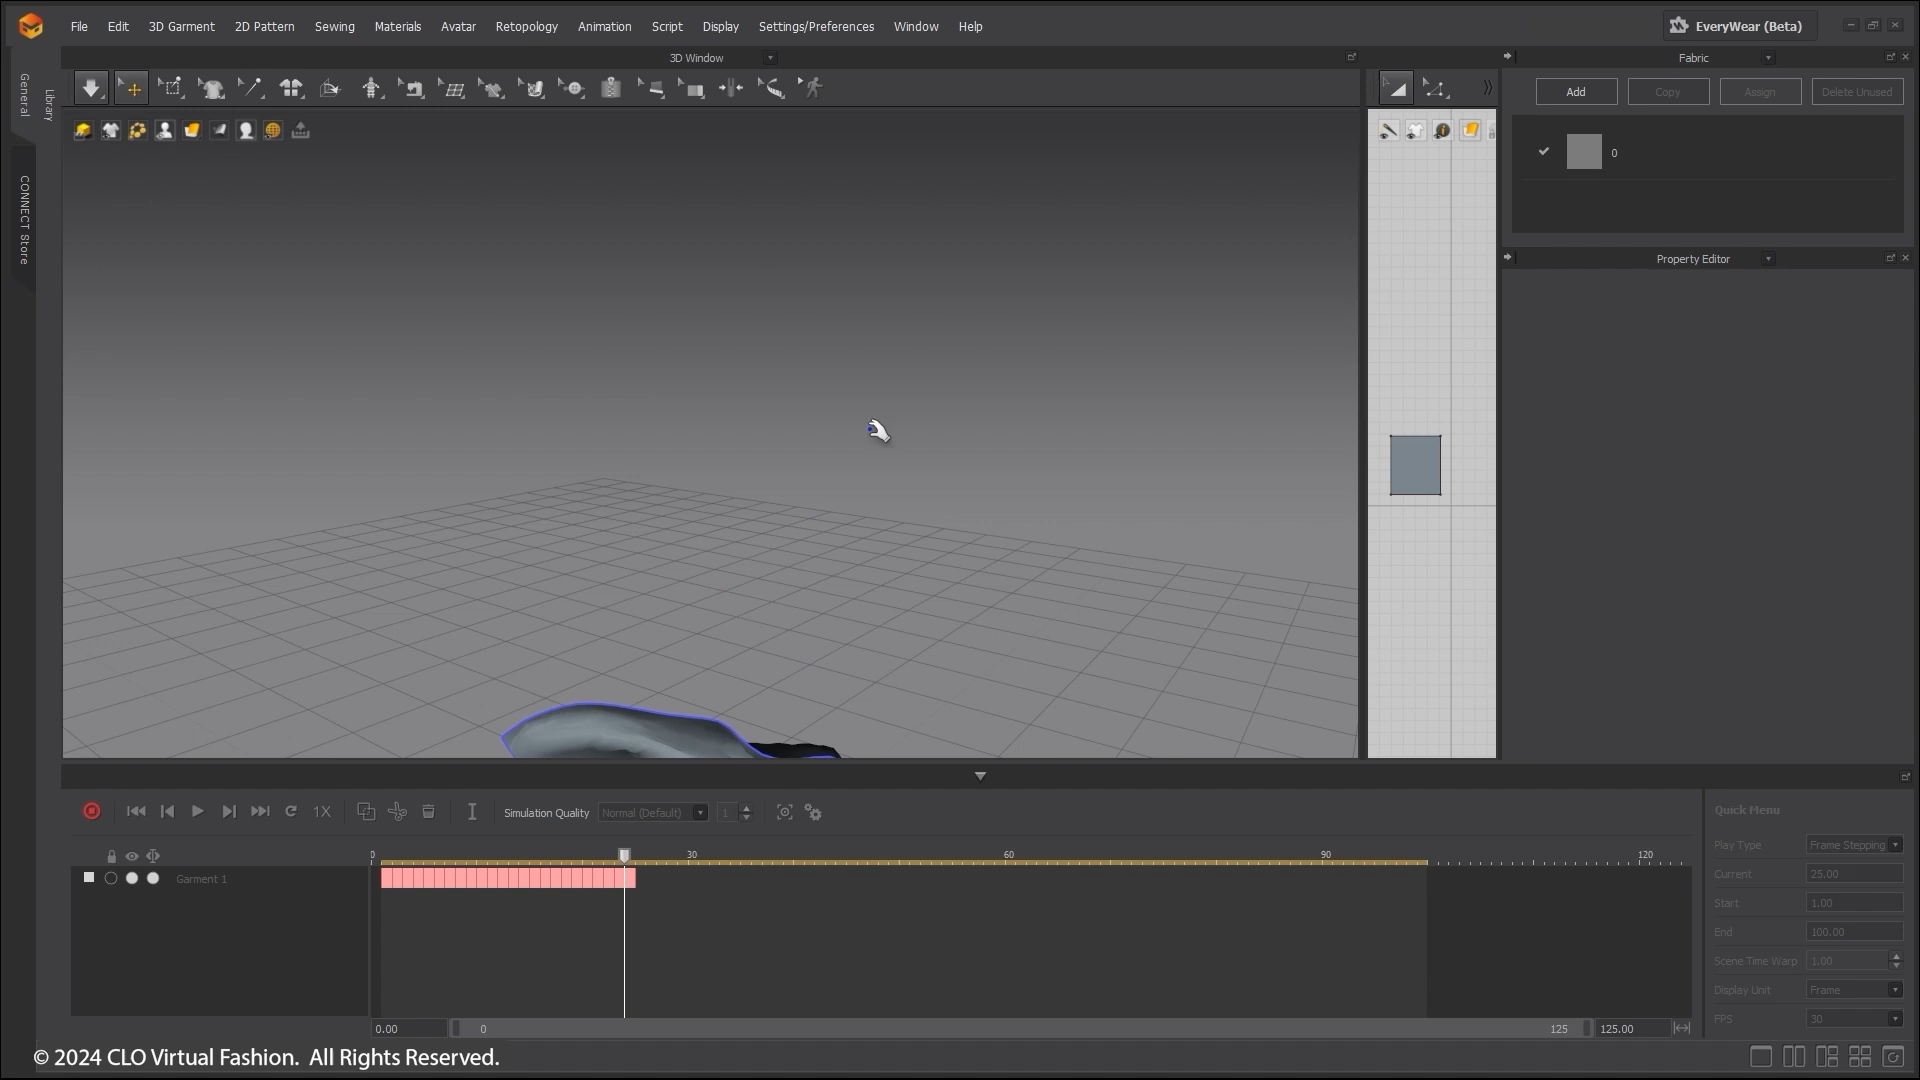 File Edit 3D Garment 2D Pattern Sewing Materials Avatar Retopology Animation Script Display Settings/Preferences Window Help
EveryWear (Beta)
General
Library
CONNECT Store
3D Window
Fabric
Add Copy Assign Delete Unused
0
Property Editor
1X
Simulation Quality Normal (Default) 1
0 30 60 90 120
Garment 1
0.00 0 125 125.00
Quick Menu
Play Type Frame Stepping
Current 25.00
Start 1.00
End 100.00
Scene Time Warp 1.00
Display Unit Frame
FPS 30
© 2024 CLO Virtual Fashion. All Rights Reserved.